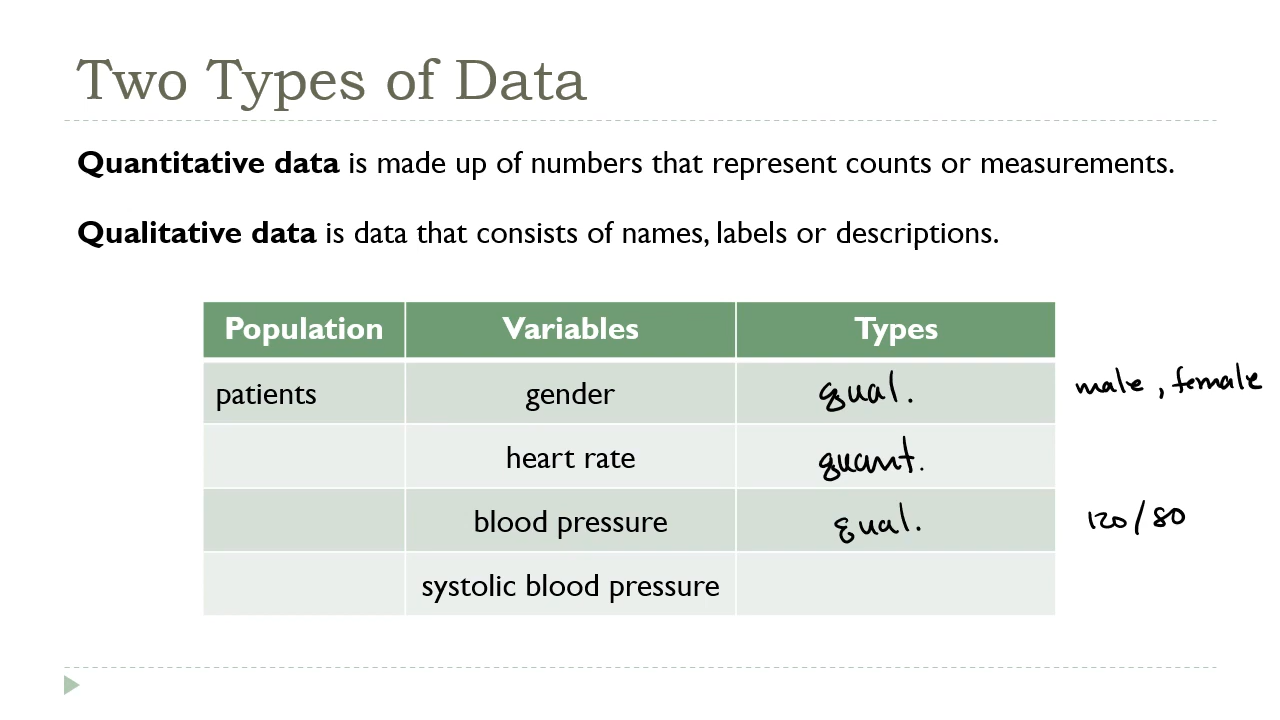 Two Types of Data
Quantitative data is made up of numbers that represent counts or measurements.
Qualitative data is data that consists of names, labels or descriptions.
Population Variables Types
patients gender qual. male, female
heart rate quant.
blood pressure qual. 120/80
systolic blood pressure